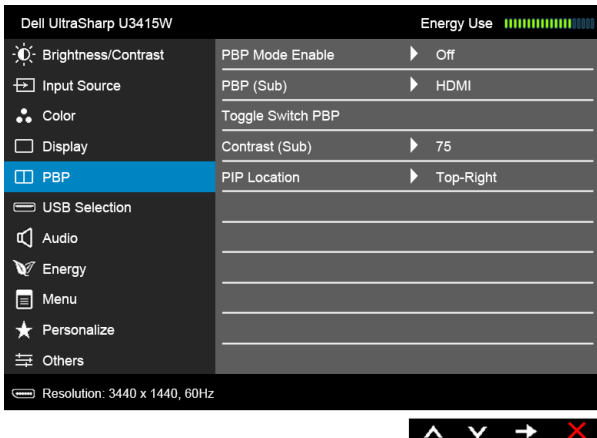 Dell UltraSharp U3415W Energy Use
Brightness/Contrast PBP Mode Enable Off
Input Source PBP (Sub) HDMI
Color Toggle Switch PBP
Display Contrast (Sub) 75
PBP PIP Location Top-Right
USB Selection
Audio
Energy
Menu
Personalize
Others
Resolution: 3440 x 1440, 60Hz